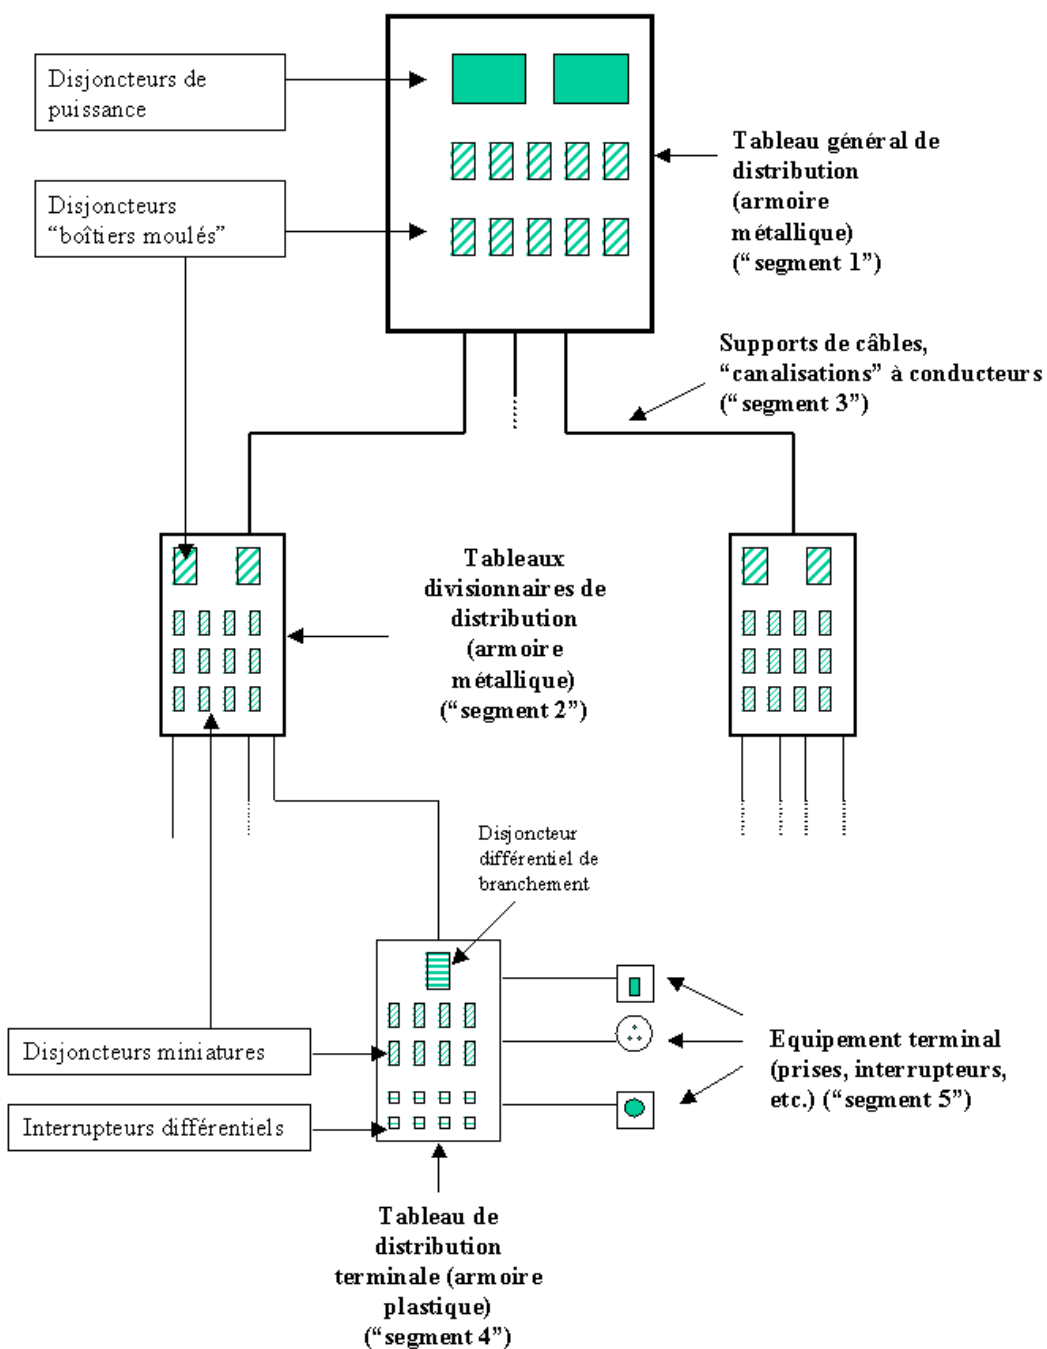 Disjoncteurs de
puissance
Disjoncteurs
“boîtiers moulés”
Tableau général de
distribution
(armoire
métallique)
(“segment 1”)
Supports de câbles,
“canalisations” à conducteurs
(“segment 3”)
Tableaux
divisionnaires de
distribution
(armoire
métallique)
(“segment 2”)
Disjoncteur
différentiel de
branchement
Disjoncteurs miniatures
Interrupteurs différentiels
Equipement terminal
(prises, interrupteurs,
etc.) (“segment 5”)
Tableau de
distribution
terminale (armoire
plastique)
(“segment 4”)